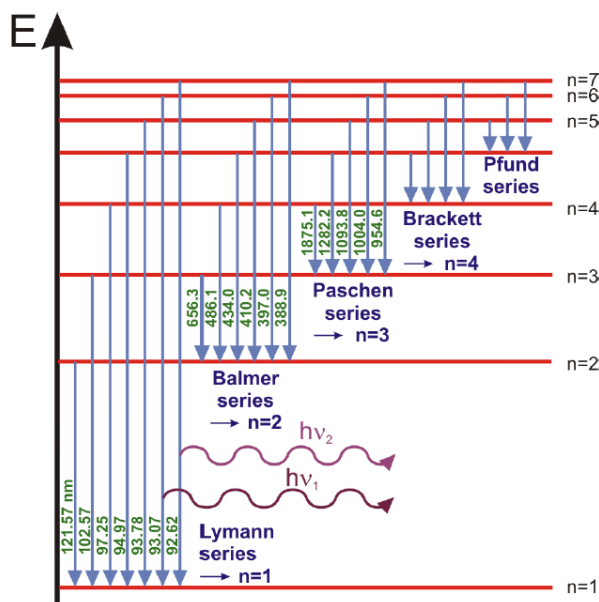 E
n=7
n=6
n=5
Pfund
series
n=4
Brackett
series
→ n=4
1875.1
1282.2
1093.8
1004.0
954.6
n=3
Paschen
series
→ n=3
656.3
486.1
434.0
410.2
397.0
388.9
n=2
Balmer
series
→ n=2
hν₂
hν₁
121.57 nm
102.57
97.25
94.97
93.78
93.07
92.62
Lymann
series
→ n=1
n=1